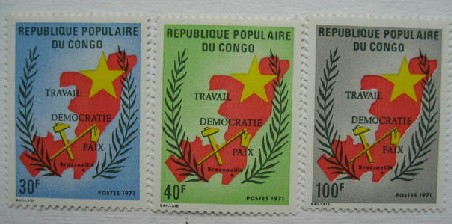 REPUBLIQUE POPULAIRE
DU CONGO
TRAVAIL
DEMOCRATIE
PAIX
Brazzaville
30F
POSTES 1971
REPUBLIQUE POPULAIRE
DU CONGO
TRAVAIL
DEMOCRATIE
PAIX
Brazzaville
40F
POSTES 1971
REPUBLIQUE POPULAIRE
DU CONGO
TRAVAIL
DEMOCRATIE
PAIX
Brazzaville
100F
POSTES 1971